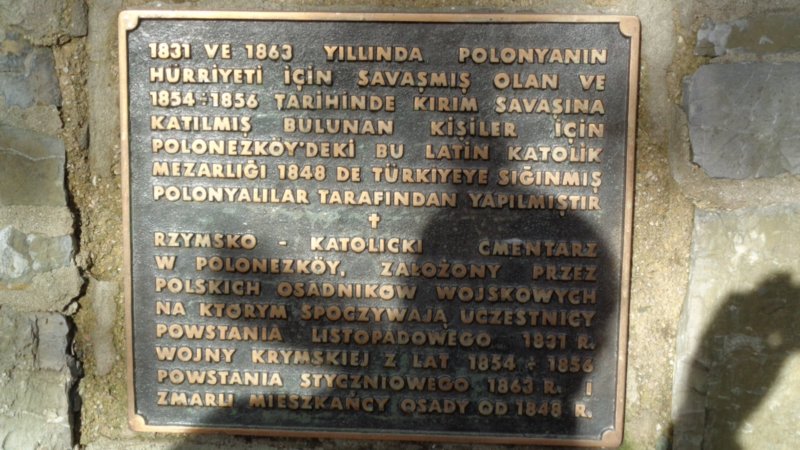 1831 VE 1863 YILLINDA POLONYANIN
HÜRRİYETİ İÇİN SAVAŞMIŞ OLAN VE
1854÷1856 TARİHİNDE KIRIM SAVAŞINA
KATILMIŞ BULUNAN KİŞİLER İÇİN
POLONEZKÖY'DEKİ BU LATİN KATOLİK
MEZARLIĞI 1848 DE TÜRKİYEYE SIĞINMIŞ
POLONYALILAR TARAFINDAN YAPILMIŞTIR
✝
RZYMSKO - KATOLICKI CMENTARZ
W POLONEZKÖY, ZAŁOŻONY PRZEZ
POLSKICH OSADNIKÓW WOJSKOWYCH
NA KTÓRYM SPOCZYWAJĄ UCZESTNICY
POWSTANIA LISTOPADOWEGO 1831 R.
WOJNY KRYMSKIEJ Z LAT 1854÷1856
POWSTANIA STYCZNIOWEGO 1863 R. I
ZMARLI MIESZKAŃCY OSADY OD 1848 R.